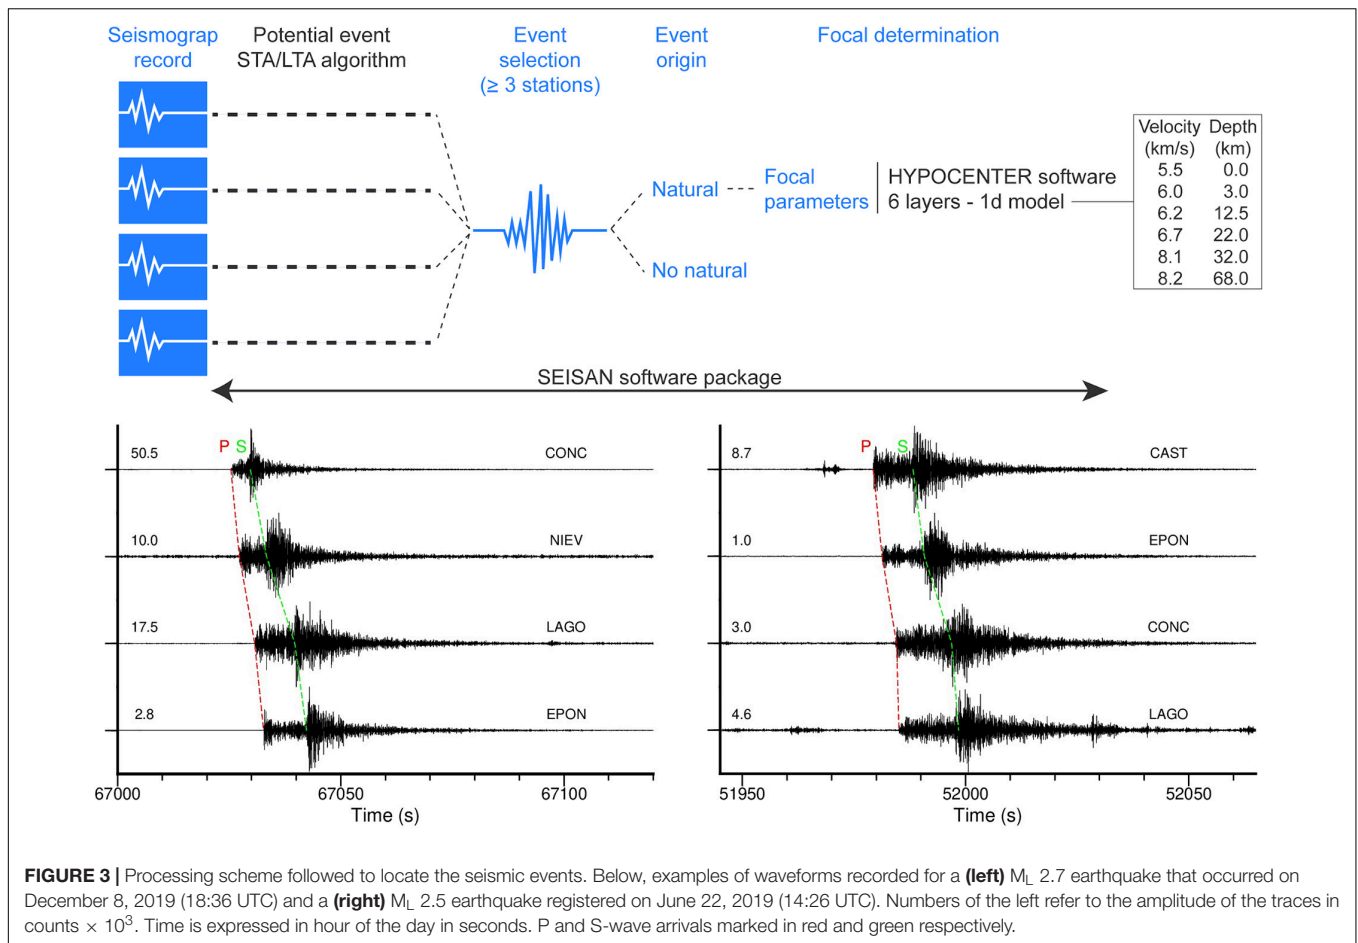 Seismograp
record
Potential event
STA/LTA algorithm
Event
selection
(≥ 3 stations)
Event
origin
Focal determination
Natural
No natural
Focal
parameters
HYPOCENTER software
6 layers - 1d model
Velocity Depth
(km/s) (km)
5.5 0.0
6.0 3.0
6.2 12.5
6.7 22.0
8.1 32.0
8.2 68.0
SEISAN software package
P S
50.5 CONC
10.0 NIEV
17.5 LAGO
2.8 EPON
67000 67050 67100
Time (s)
P S
8.7 CAST
1.0 EPON
3.0 CONC
4.6 LAGO
51950 52000 52050
Time (s)
FIGURE 3 | Processing scheme followed to locate the seismic events. Below, examples of waveforms recorded for a (left) ML 2.7 earthquake that occurred on
December 8, 2019 (18:36 UTC) and a (right) ML 2.5 earthquake registered on June 22, 2019 (14:26 UTC). Numbers of the left refer to the amplitude of the traces in
counts × 10³. Time is expressed in hour of the day in seconds. P and S-wave arrivals marked in red and green respectively.